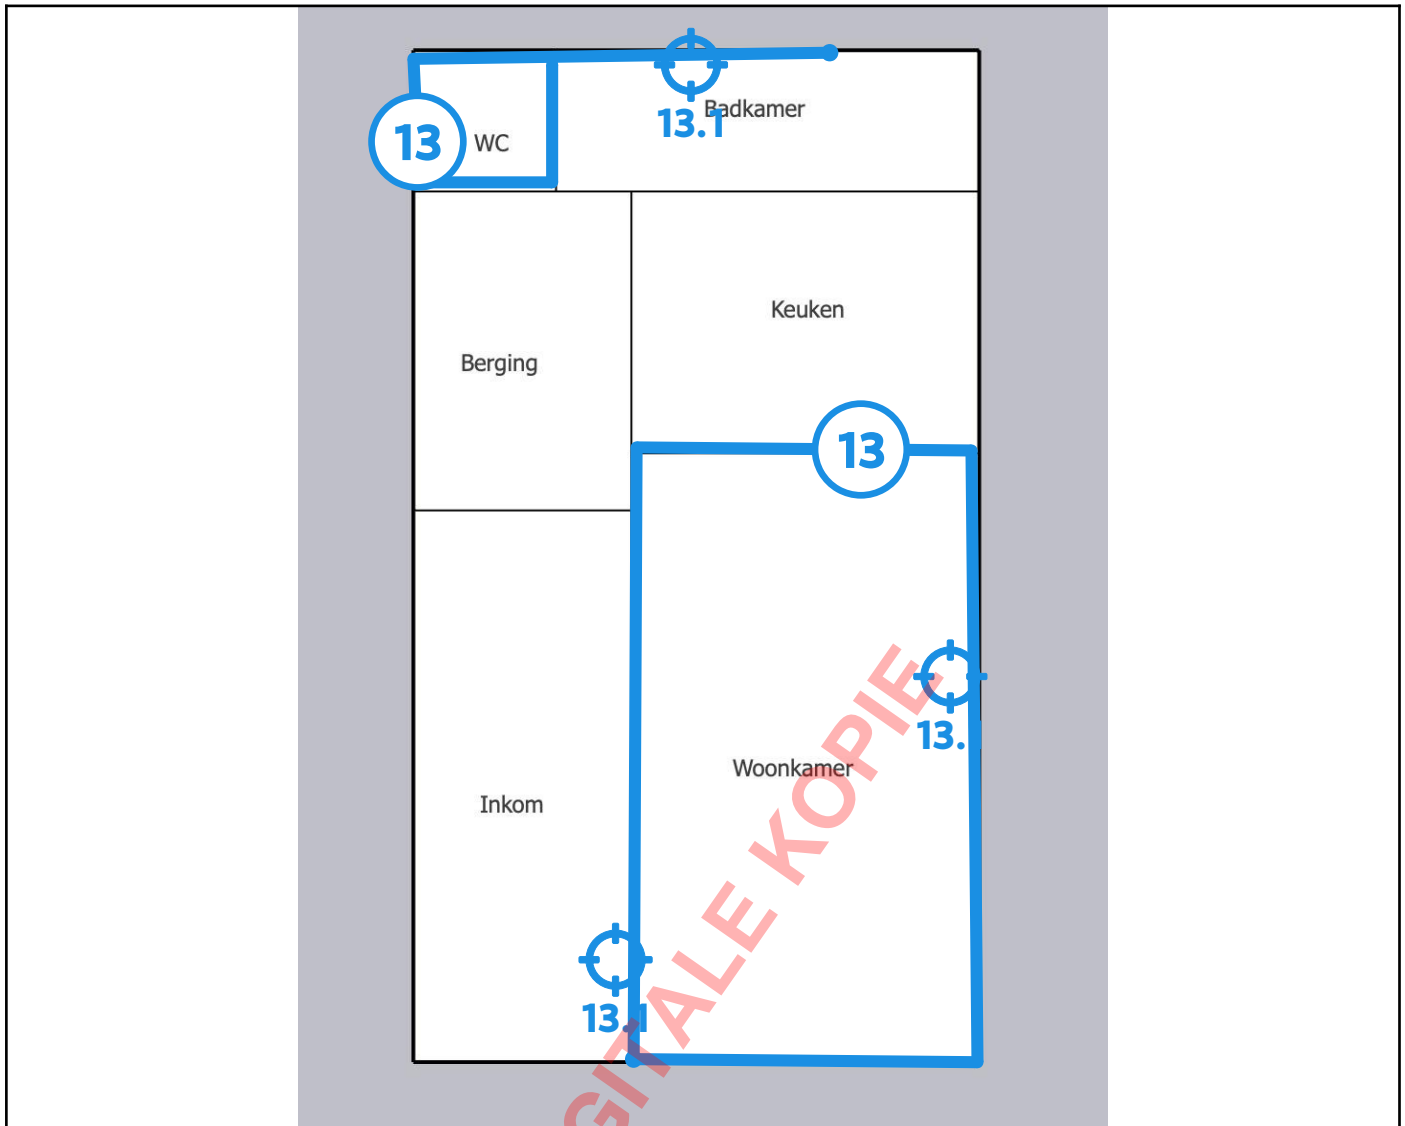 Badkamer
13.1
13
WC
Keuken
13
Berging
13.
Woonkamer
Inkom
13.1
GITALE KOPIE